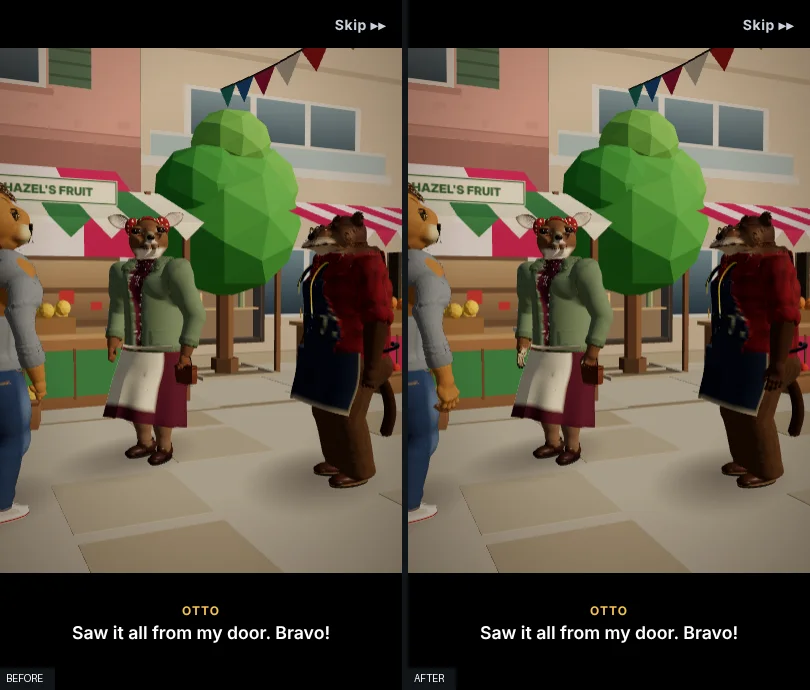 Skip
Skip
HAZEL'S FRUIT
HAZEL'S FRUIT
OTTO
Saw it all from my door. Bravo!
OTTO
Saw it all from my door. Bravo!
BEFORE
AFTER